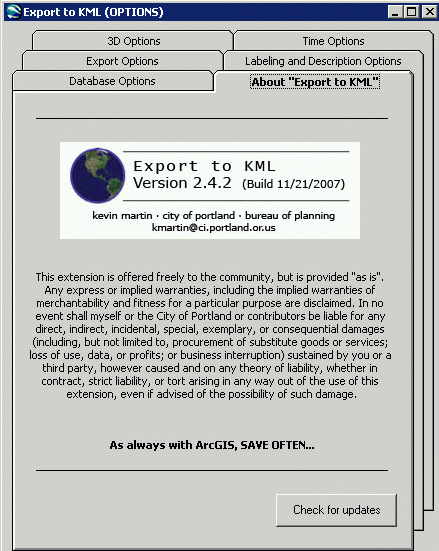 Export to KML (OPTIONS)
3D Options
Time Options
Export Options
Labeling and Description Options
Database Options
About "Export to KML"
Export to KML
Version 2.4.2 (Build 11/21/2007)
kevin martin · city of portland · bureau of planning
kmartin@ci.portland.or.us
This extension is offered freely to the community, but is provided "as is".
Any express or implied warranties, including the implied warranties of
merchantability and fitness for a particular purpose are disclaimed. In no
event shall myself or the City of Portland or contributors be liable for any
direct, indirect, incidental, special, exemplary, or consequential damages
(including, but not limited to, procurement of substitute goods or services;
loss of use, data, or profits; or business interruption) sustained by you or a
third party, however caused and on any theory of liability, whether in
contract, strict liability, or tort arising in any way out of the use of this
extension, even if advised of the possibility of such damage.
As always with ArcGIS, SAVE OFTEN...
Check for updates